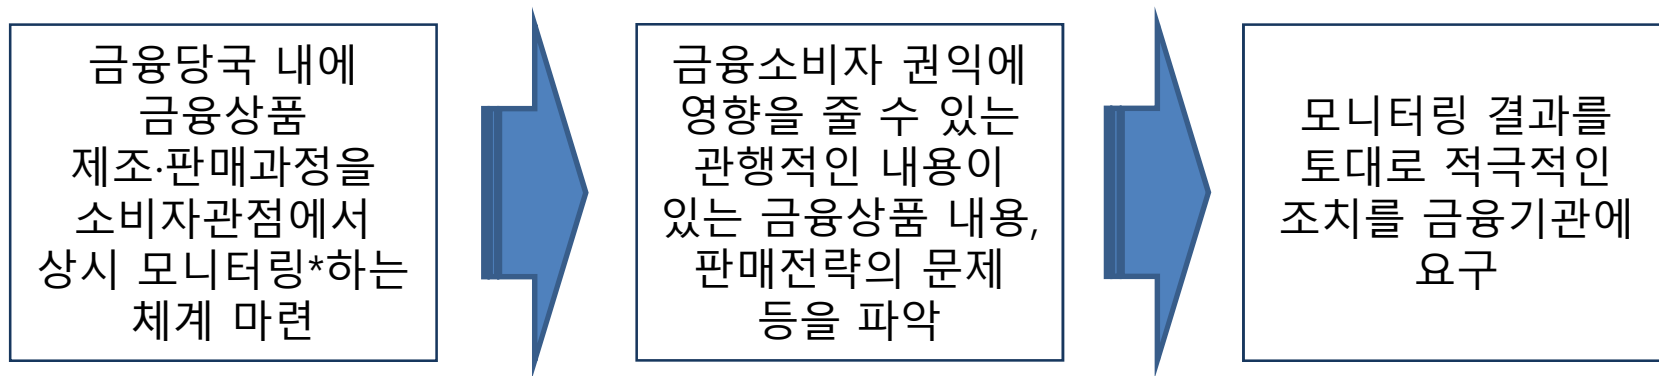 금융당국 내에
금융상품
제조·판매과정을
소비자관점에서
상시 모니터링*하는
체계 마련
금융소비자 권익에
영향을 줄 수 있는
관행적인 내용이
있는 금융상품 내용,
판매전략의 문제
등을 파악
모니터링 결과를
토대로 적극적인
조치를 금융기관에
요구